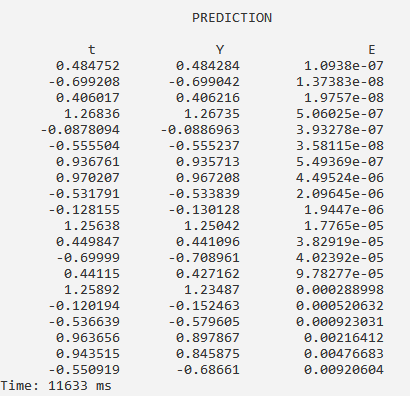 PREDICTION
t Y E
0.484752 0.484284 1.0938e-07
-0.699208 -0.699042 1.37383e-08
0.406017 0.406216 1.9757e-08
1.26836 1.26735 5.06025e-07
-0.0878094 -0.0886963 3.93278e-07
-0.555504 -0.555237 3.58115e-08
0.936761 0.935713 5.49369e-07
0.970207 0.967208 4.49524e-06
-0.531791 -0.533839 2.09645e-06
-0.128155 -0.130128 1.9447e-06
1.25638 1.25042 1.7765e-05
0.449847 0.441096 3.82919e-05
-0.69999 -0.708961 4.02392e-05
0.44115 0.427162 9.78277e-05
1.25892 1.23487 0.000288998
-0.120194 -0.152463 0.000520632
-0.536639 -0.579605 0.000923031
0.963656 0.897867 0.00216412
0.943515 0.845875 0.00476683
-0.550919 -0.68661 0.00920604
Time: 11633 ms